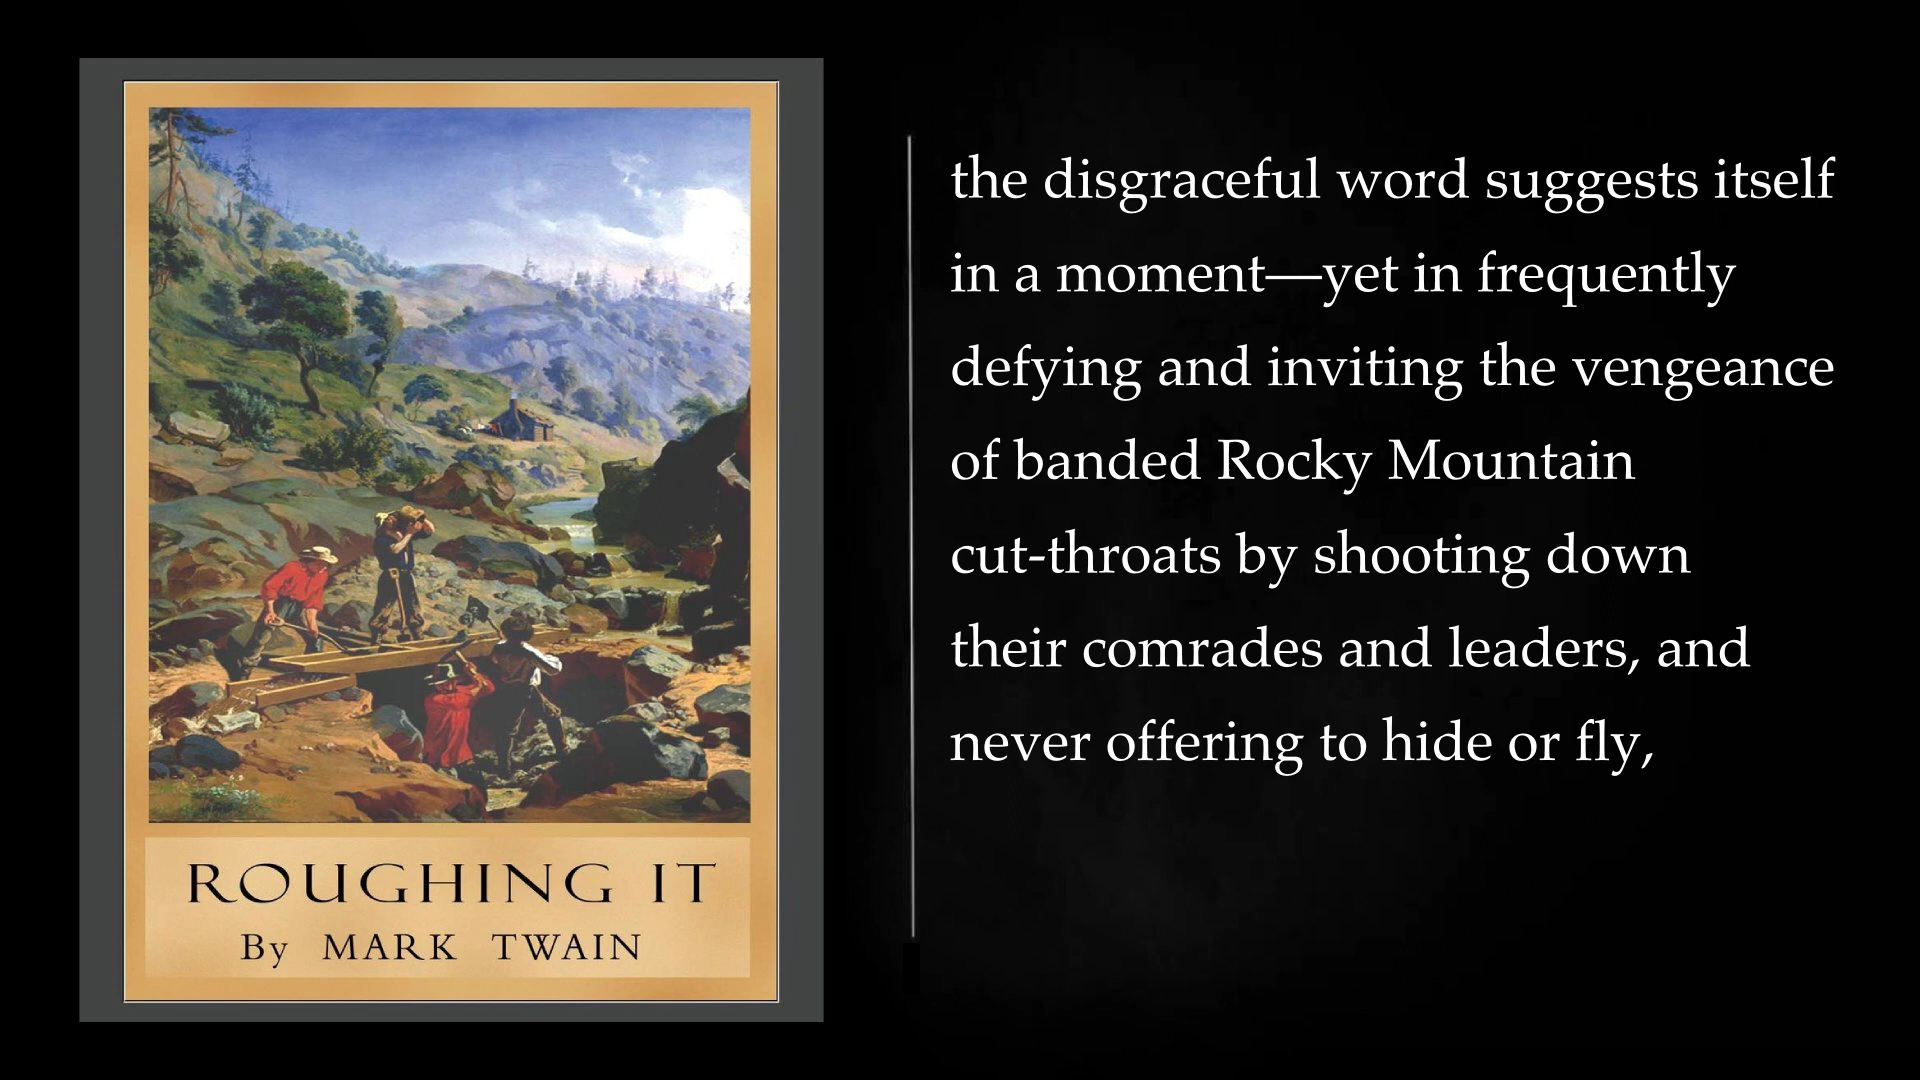 ROUGHING IT
By MARK TWAIN
the disgraceful word suggests itself
in a moment—yet in frequently
defying and inviting the vengeance
of banded Rocky Mountain
cut-throats by shooting down
their comrades and leaders, and
never offering to hide or fly,